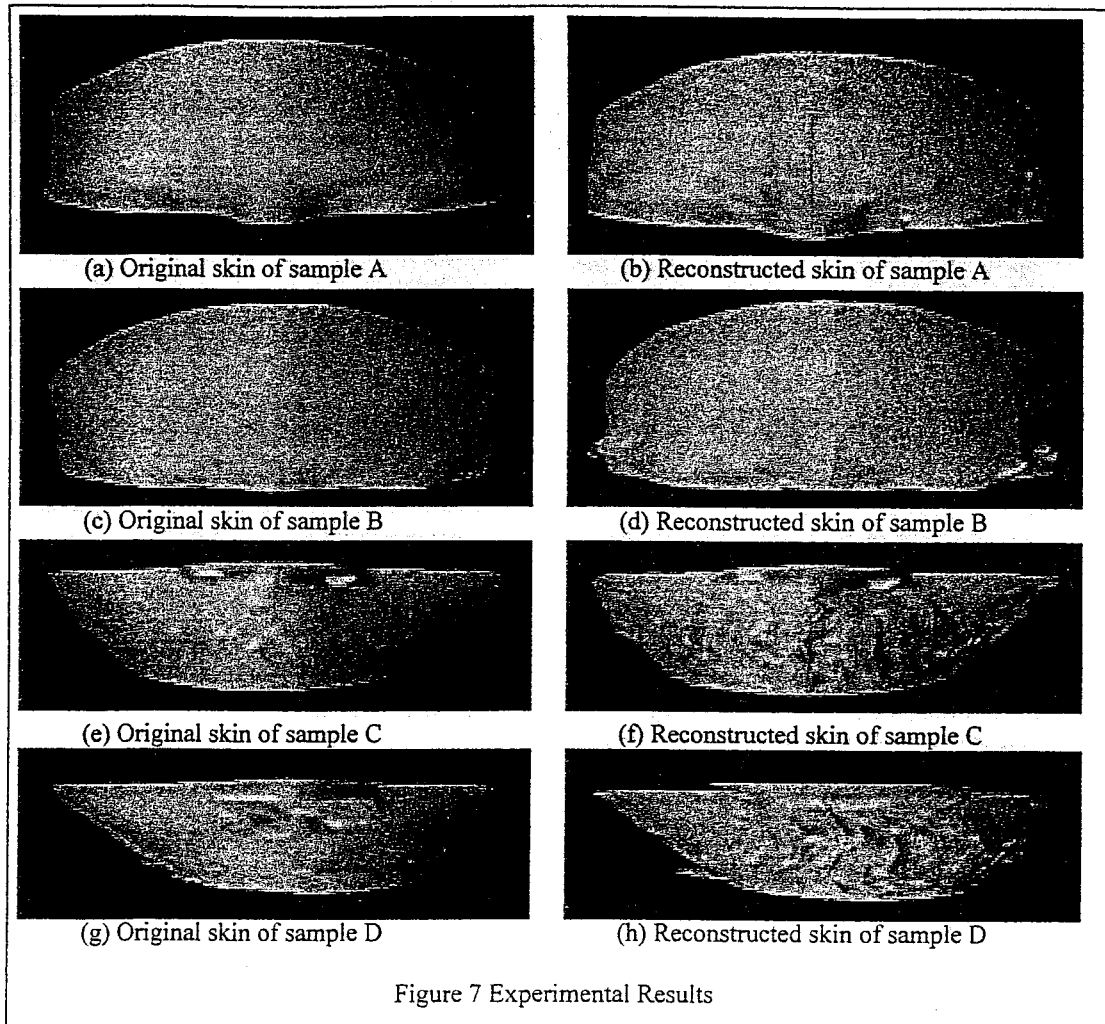 (a) Original skin of sample A
(b) Reconstructed skin of sample A
(c) Original skin of sample B
(d) Reconstructed skin of sample B
(e) Original skin of sample C
(f) Reconstructed skin of sample C
(g) Original skin of sample D
(h) Reconstructed skin of sample D
Figure 7 Experimental Results